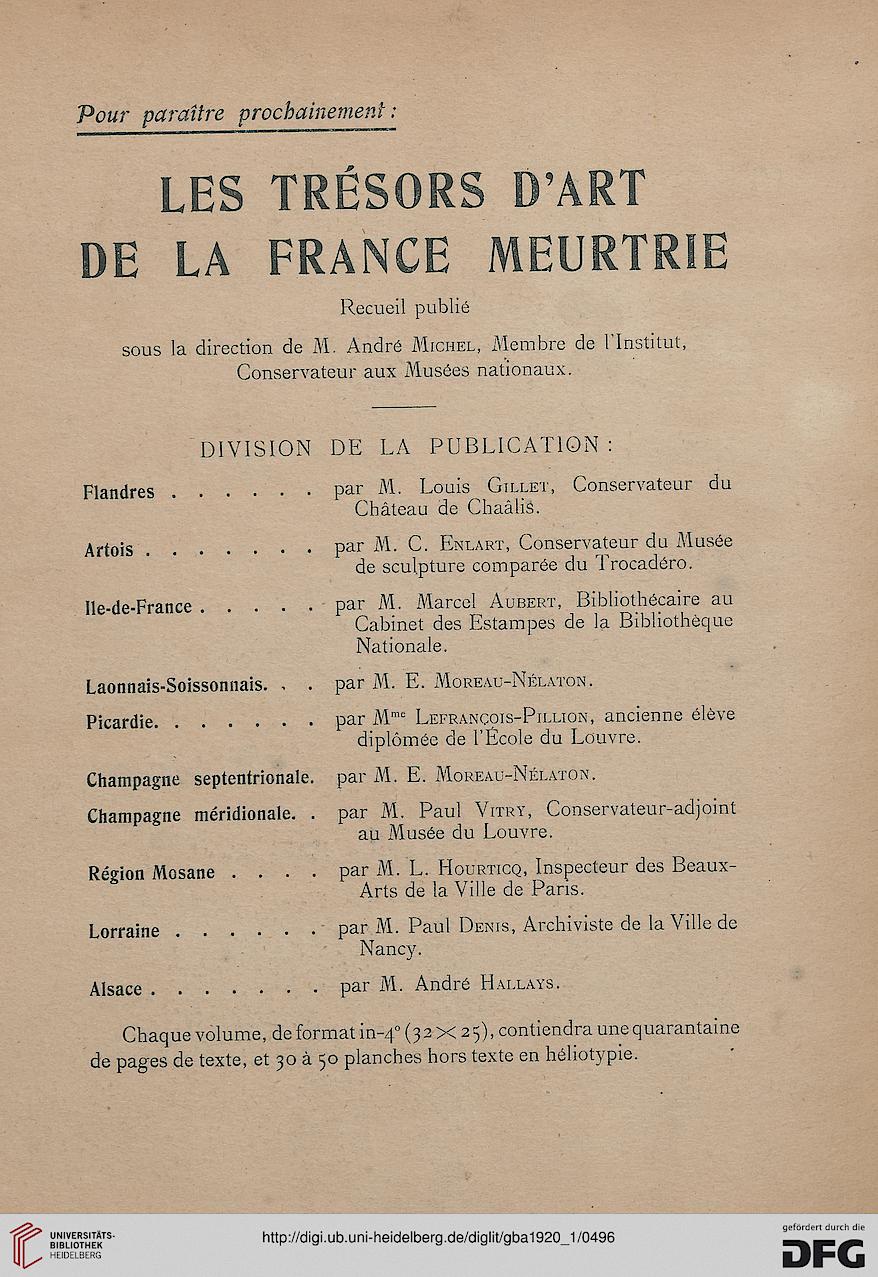 Pour paraître prochainement :
LES TRÉSORS D'ART
DE LA FRANCE MEURTRIE
Recueil publié
sous la direction de M. André MICHEL, Membre de l'Institut,
Conservateur aux Musées nationaux.
DIVISION DE LA PUBLICATION :
Flandres . . . . . . par M. Louis GILLET, Conservateur du
Château de Chaâlis.
Artois . . . . . . . par M. C. ENLART, Conservateur du Musée
de sculpture comparée du Trocadéro.
Ile-de-France . . . . . par M. Marcel AUBERT, Bibliothécaire au
Cabinet des Estampes de la Bibliothèque
Nationale.
Laonnais-Soissonnais. . . par M. E. MOREAU-NÉLATON.
Picardie. . . . . . . par Mme LEFRANÇOIS-PILLION, ancienne élève
diplômée de l'École du Louvre.
Champagne septentrionale. par M. E. MOREAU-NÉLATON.
Champagne méridionale. . par M. Paul VITRY, Conservateur-adjoint
au Musée du Louvre.
Région Mosane . . . . par M. L. HOURTICQ, Inspecteur des Beaux-
Arts de la Ville de Paris.
Lorraine . . . . . . par M. Paul DENIS, Archiviste de la Ville de
Nancy.
Alsace . . . . . . . par M. André HALLAYS.
Chaque volume, de format in-4° (32 × 25), contiendra une quarantaine
de pages de texte, et 30 à 50 planches hors texte en héliotypie.
UNIVERSITÄTS-
BIBLIOTHEK
HEIDELBERG
http://digi.ub.uni-heidelberg.de/diglit/gba1920_1/0496
gefördert durch die
DFG